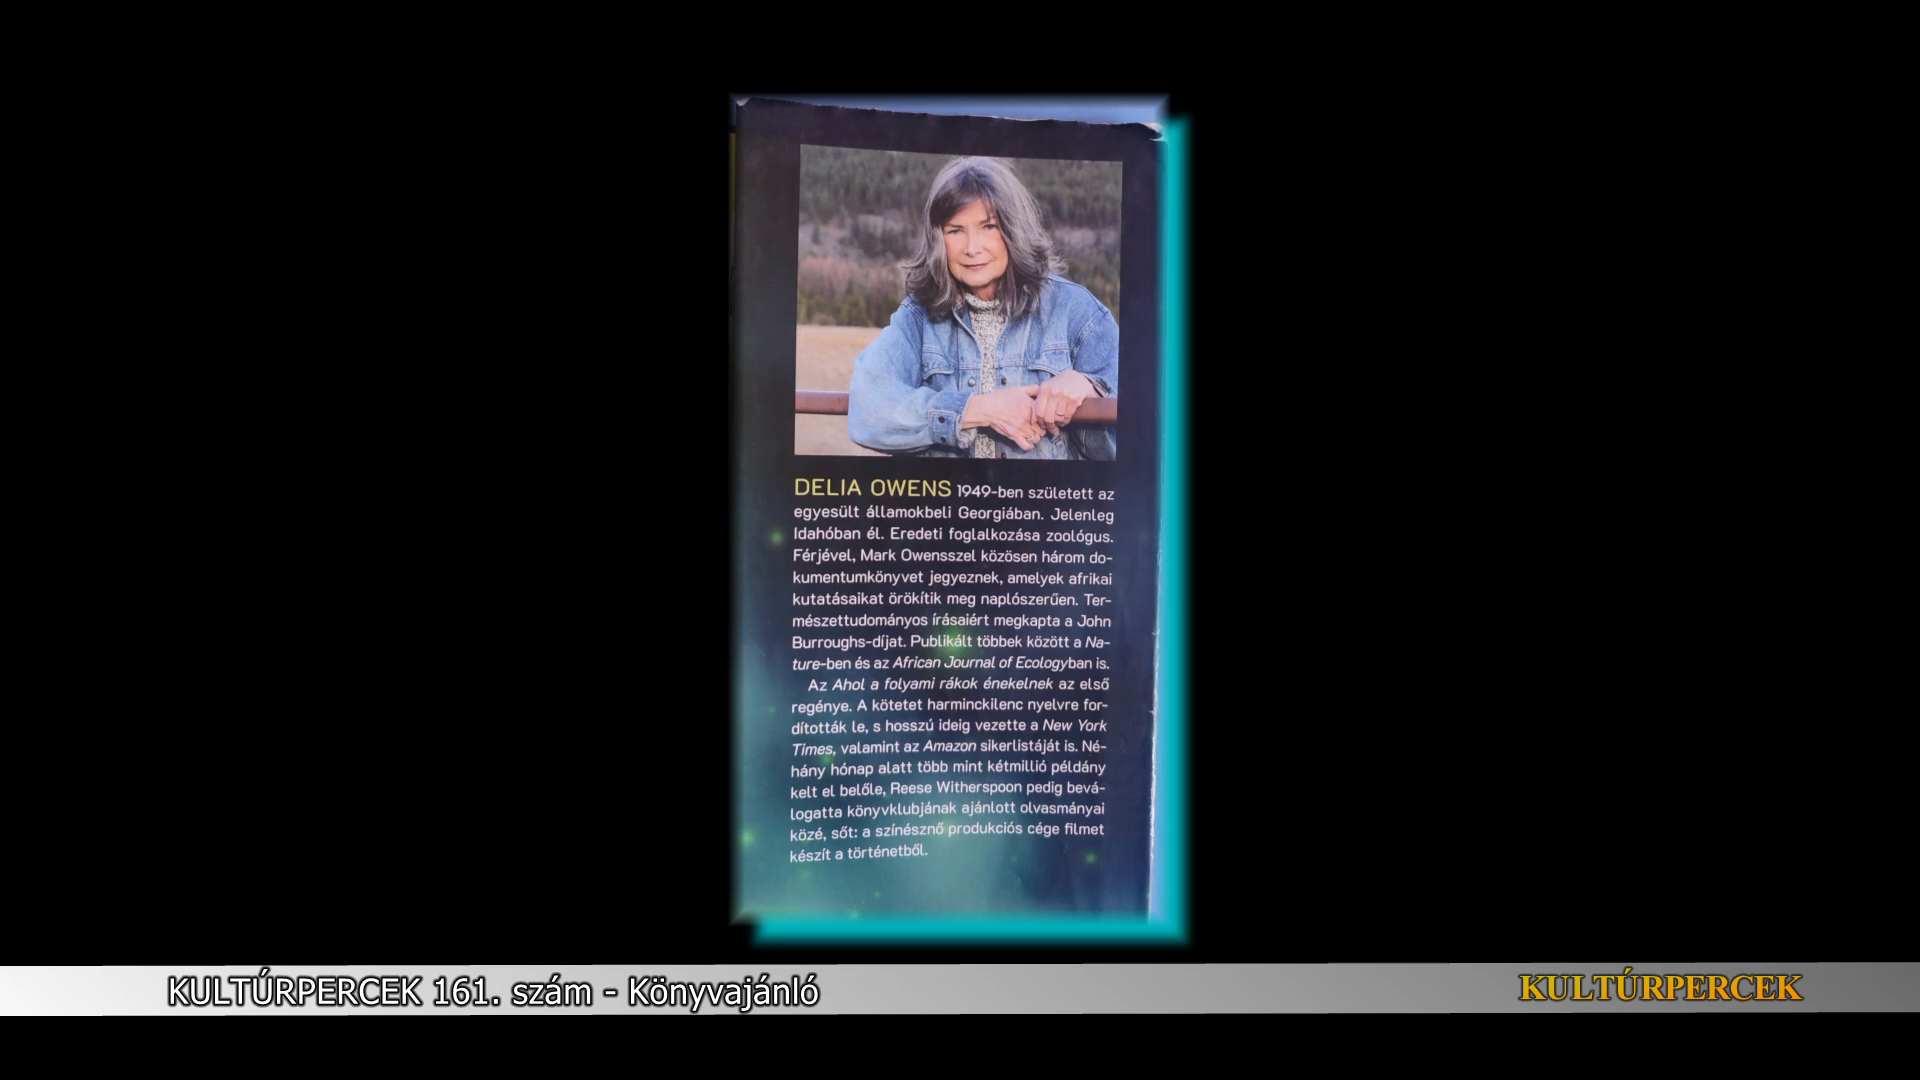 DELIA OWENS 1949-ben született az
egyesült államokbeli Georgiában. Jelenleg
Idahóban él. Eredeti foglalkozása zoológus.
Férjével, Mark Owensszel közösen három do-
kumentumkönyvet jegyeznek, amelyek afrikai
kutatásaikat örökítik meg naplószerűen. Ter-
mészettudományos írásaiért megkapta a John
Burroughs-díjat. Publikált többek között a Na-
ture-ben és az African Journal of Ecologyban is.
Az Ahol a folyami rákok énekelnek az első
regénye. A kötetet harminckilenc nyelvre for-
dították le, s hosszú ideig vezette a New York
Times, valamint az Amazon sikerlistáját is. Né-
hány hónap alatt több mint kétmillió példány
kelt el belőle, Reese Witherspoon pedig bevá-
logatta könyvklubjának ajánlott olvasmányai
közé, sőt: a színésznő produkciós cége filmet
készít a történetből.
KULTÚRPERCEK 161. szám - Könyvajánló
KULTÚRPERCEK